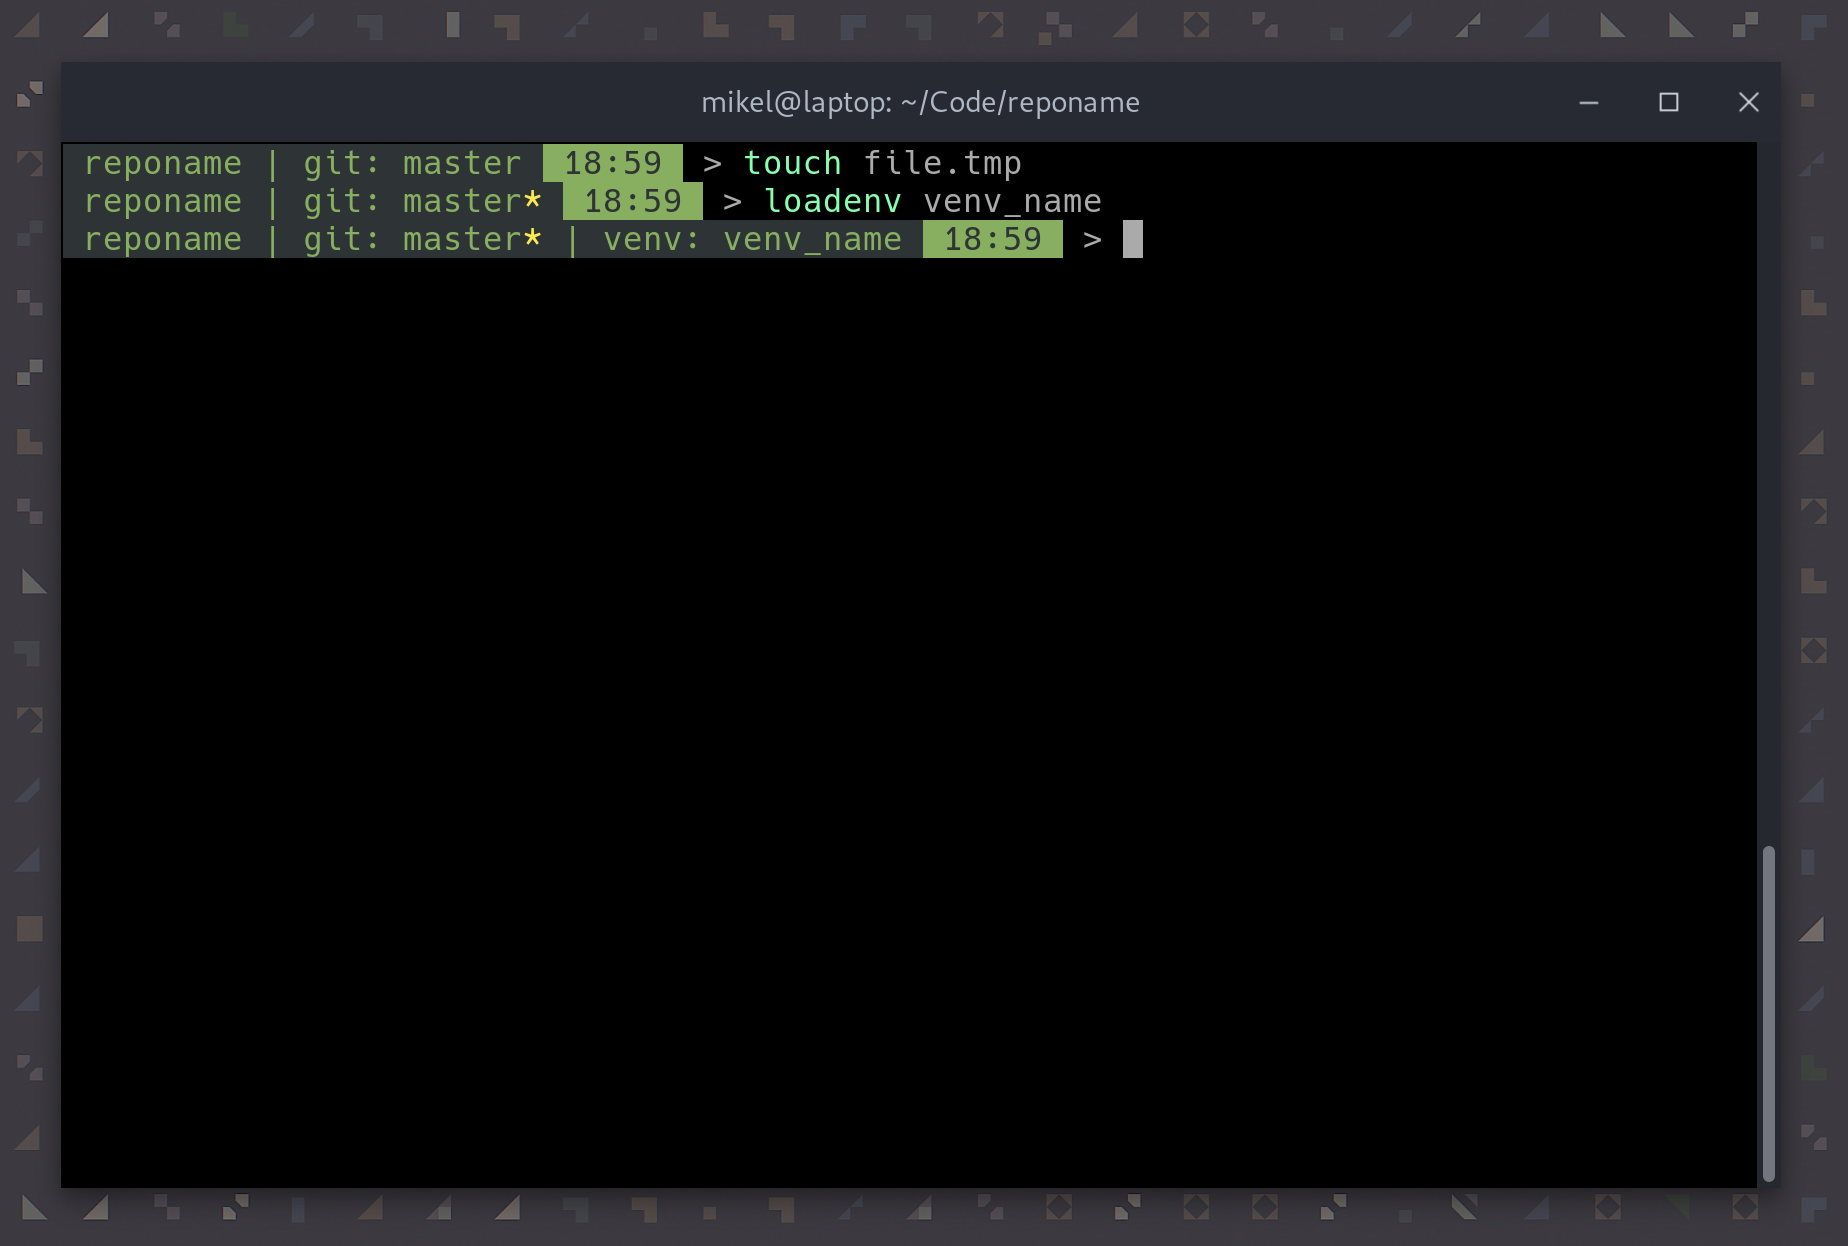 mikel@laptop: ~/Code/reponame
reponame | git: master 18:59 > touch file.tmp
reponame | git: master* 18:59 > loadenv venv_name
reponame | git: master* | venv: venv_name 18:59 >